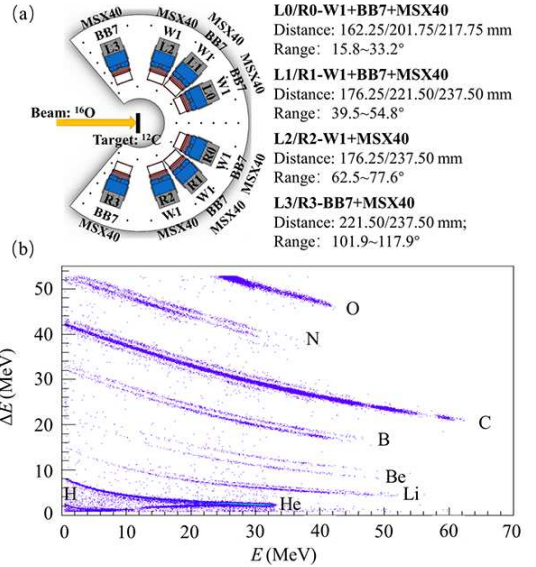 (a)
MSX40
BB7
L3
MSX40
W1
L2
MSX40
BB7
W1
L1
MSX40
BB7
W1
L0
Beam: ¹⁶O
Target: ¹²C
R0
W1
BB7
MSX40
R1
W1
BB7
MSX40
R2
W1
MSX40
R3
BB7
MSX40
L0/R0-W1+BB7+MSX40
Distance: 162.25/201.75/217.75 mm
Range: 15.8~33.2°
L1/R1-W1+BB7+MSX40
Distance: 176.25/221.50/237.50 mm
Range: 39.5~54.8°
L2/R2-W1+MSX40
Distance: 176.25/237.50 mm
Range: 62.5~77.6°
L3/R3-BB7+MSX40
Distance: 221.50/237.50 mm;
Range: 101.9~117.9°
(b)
ΔE (MeV)
50
40
30
20
10
0
O
N
C
B
Be
Li
H
He
0 10 20 30 40 50 60 70
E (MeV)